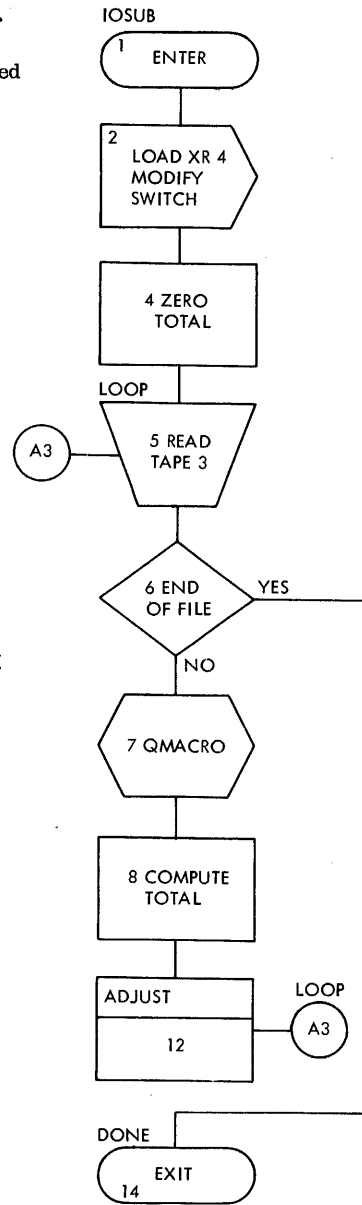 IOSUB
ed
1
ENTER
2
LOAD XR 4
MODIFY
SWITCH
4 ZERO
TOTAL
LOOP
A3
5 READ
TAPE 3
6 END
OF FILE
YES
NO
7 QMACRO
8 COMPUTE
TOTAL
ADJUST
12
LOOP
A3
DONE
EXIT
14